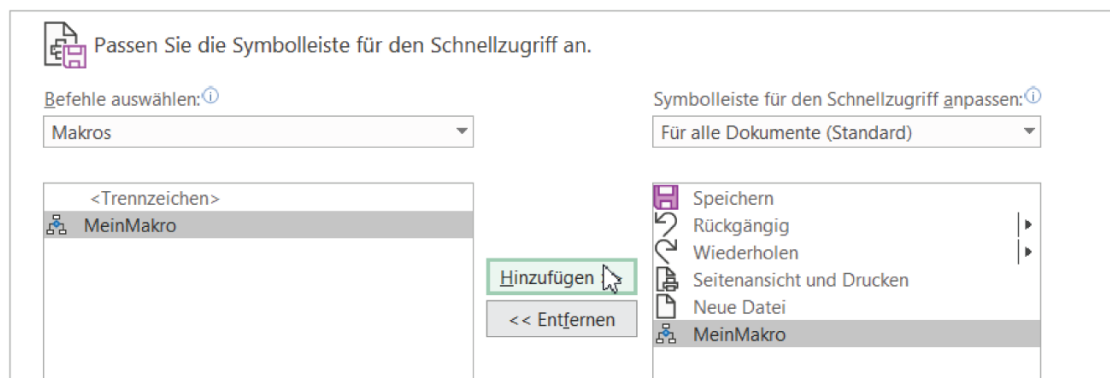 Passen Sie die Symbolleiste für den Schnellzugriff an.
Befehle auswählen:
Makros
<Trennzeichen>
MeinMakro
Hinzufügen
<< Entfernen
Symbolleiste für den Schnellzugriff anpassen:
Für alle Dokumente (Standard)
Speichern
Rückgängig
Wiederholen
Seitenansicht und Drucken
Neue Datei
MeinMakro